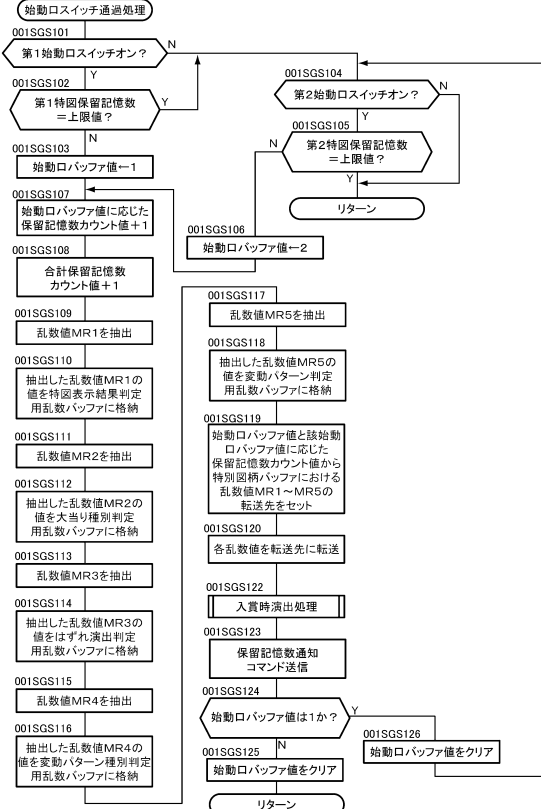 始動口スイッチ通過処理
001SGS101
第1始動口スイッチオン？
N
Y
001SGS102
第1特図保留記憶数
＝上限値？
Y
N
001SGS103
始動口バッファ値←1
001SGS107
始動口バッファ値に応じた
保留記憶数カウント値＋1
001SGS108
合計保留記憶数
カウント値＋1
001SGS109
乱数値MR1を抽出
001SGS110
抽出した乱数値MR1の
値を特図表示結果判定
用乱数バッファに格納
001SGS111
乱数値MR2を抽出
001SGS112
抽出した乱数値MR2の
値を大当り種別判定
用乱数バッファに格納
001SGS113
乱数値MR3を抽出
001SGS114
抽出した乱数値MR3の
値をはずれ演出判定
用乱数バッファに格納
001SGS115
乱数値MR4を抽出
001SGS116
抽出した乱数値MR4の
値を変動パターン種別判定
用乱数バッファに格納
001SGS104
第2始動口スイッチオン？
N
Y
001SGS105
第2特図保留記憶数
＝上限値？
N
Y
リターン
001SGS106
始動口バッファ値←2
001SGS117
乱数値MR5を抽出
001SGS118
抽出した乱数値MR5の
値を変動パターン判定
用乱数バッファに格納
001SGS119
始動口バッファ値と該始動
口バッファ値に応じた
保留記憶数カウント値から
特別図柄バッファにおける
乱数値MR1～MR5の
転送先をセット
001SGS120
各乱数値を転送先に転送
001SGS122
入賞時演出処理
001SGS123
保留記憶数通知
コマンド送信
001SGS124
始動口バッファ値は1か？
Y
N
001SGS125
始動口バッファ値をクリア
リターン
001SGS126
始動口バッファ値をクリア